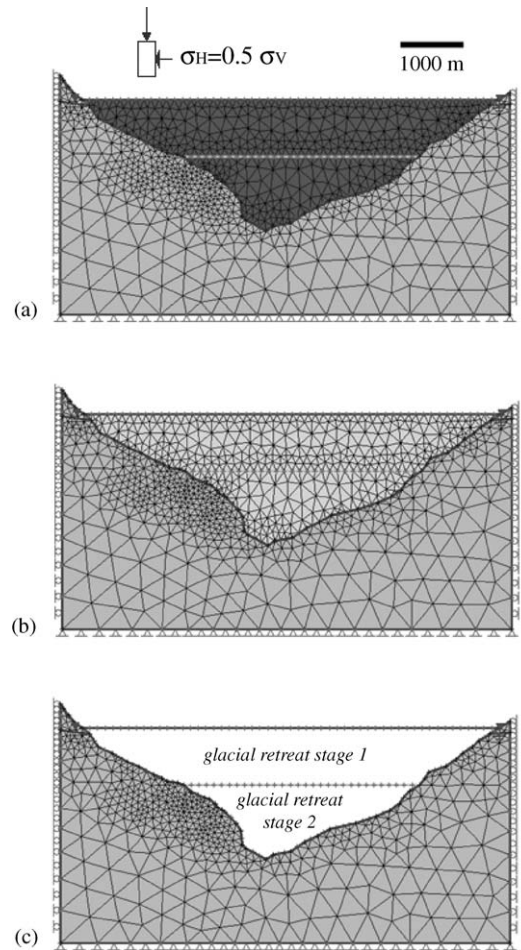 σH=0.5 σV
1000 m
(a)
(b)
glacial retreat stage 1
glacial retreat
stage 2
(c)